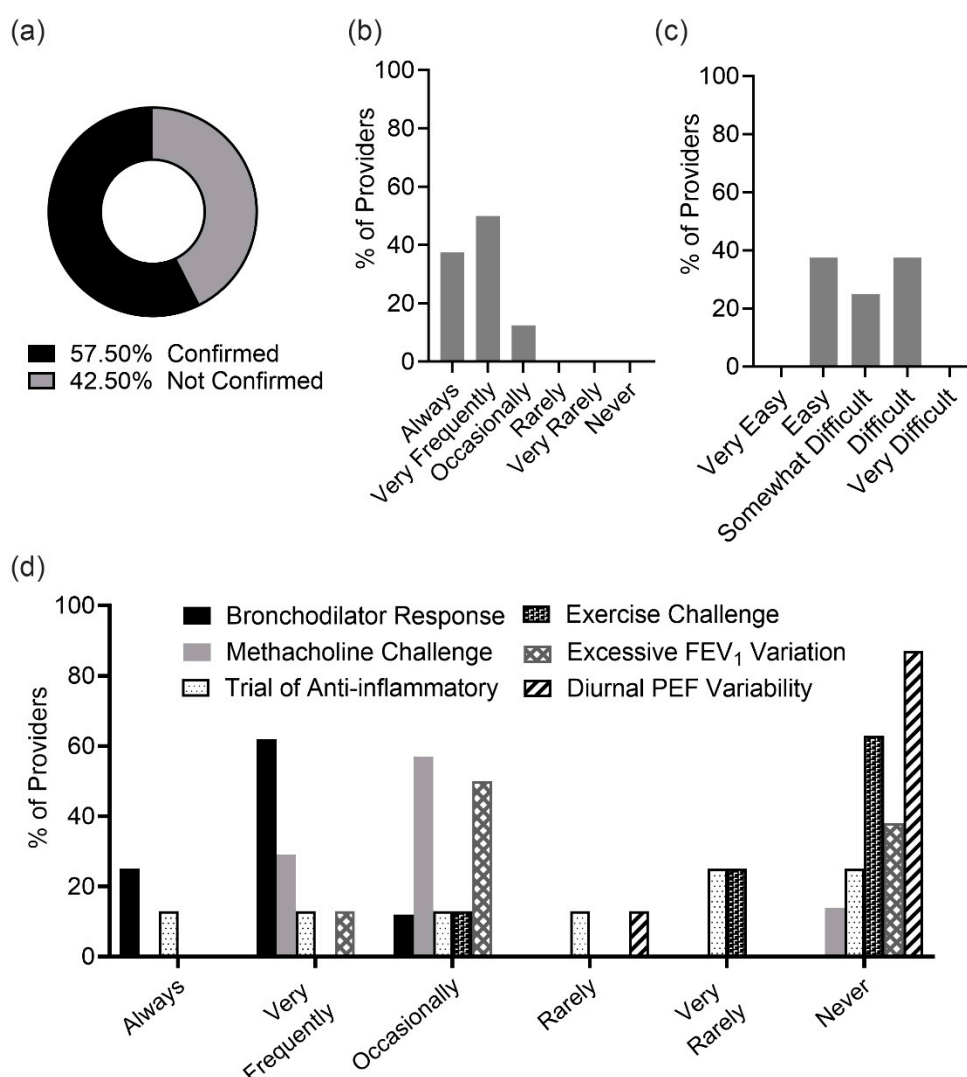 (a)
57.50% Confirmed
42.50% Not Confirmed
(b)
% of Providers
100
80
60
40
20
0
Always
Very Frequently
Occasionally
Rarely
Very Rarely
Never
(c)
% of Providers
100
80
60
40
20
0
Very Easy
Easy
Somewhat Difficult
Difficult
Very Difficult
(d)
% of Providers
100
80
60
40
20
0
Bronchodilator Response
Exercise Challenge
Methacholine Challenge
Excessive FEV₁ Variation
Trial of Anti-inflammatory
Diurnal PEF Variability
Always
Very
Frequently
Occasionally
Rarely
Very
Rarely
Never